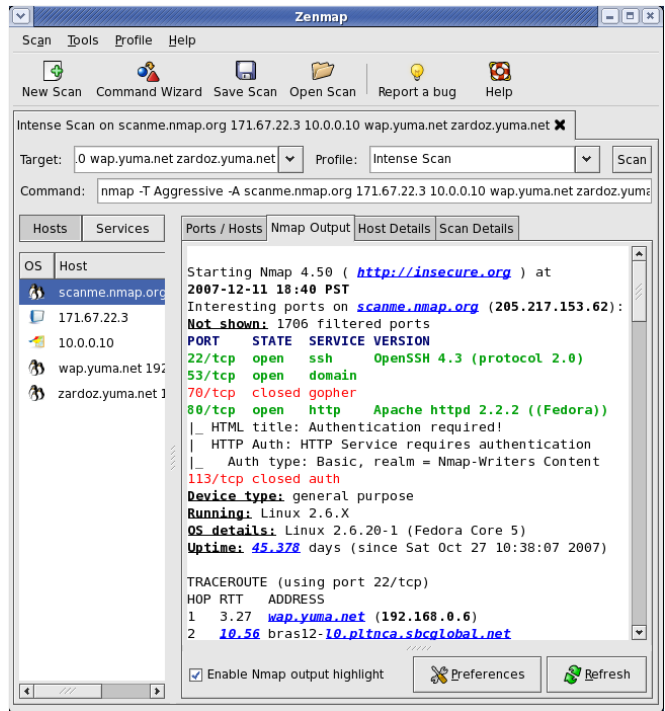 Zenmap
Scan Tools Profile Help
New Scan Command Wizard Save Scan Open Scan Report a bug Help
Intense Scan on scanme.nmap.org 171.67.22.3 10.0.0.10 wap.yuma.net zardoz.yuma.net
Target: .0 wap.yuma.net zardoz.yuma.net Profile: Intense Scan Scan
Command: nmap -T Aggressive -A scanme.nmap.org 171.67.22.3 10.0.0.10 wap.yuma.net zardoz.yuma
Hosts Services
OS Host
scanme.nmap.org
171.67.22.3
10.0.0.10
wap.yuma.net 192
zardoz.yuma.net 1
Ports / Hosts Nmap Output Host Details Scan Details
Starting Nmap 4.50 ( http://insecure.org ) at
2007-12-11 18:40 PST
Interesting ports on scanme.nmap.org (205.217.153.62):
Not shown: 1706 filtered ports
PORT STATE SERVICE VERSION
22/tcp open ssh OpenSSH 4.3 (protocol 2.0)
53/tcp open domain
70/tcp closed gopher
80/tcp open http Apache httpd 2.2.2 ((Fedora))
|_ HTML title: Authentication required!
| HTTP Auth: HTTP Service requires authentication
|_ Auth type: Basic, realm = Nmap-Writers Content
113/tcp closed auth
Device type: general purpose
Running: Linux 2.6.X
OS details: Linux 2.6.20-1 (Fedora Core 5)
Uptime: 45.378 days (since Sat Oct 27 10:38:07 2007)
TRACEROUTE (using port 22/tcp)
HOP RTT ADDRESS
1 3.27 wap.yuma.net (192.168.0.6)
2 10.56 bras12-l0.pltnca.sbcglobal.net
Enable Nmap output highlight Preferences Refresh